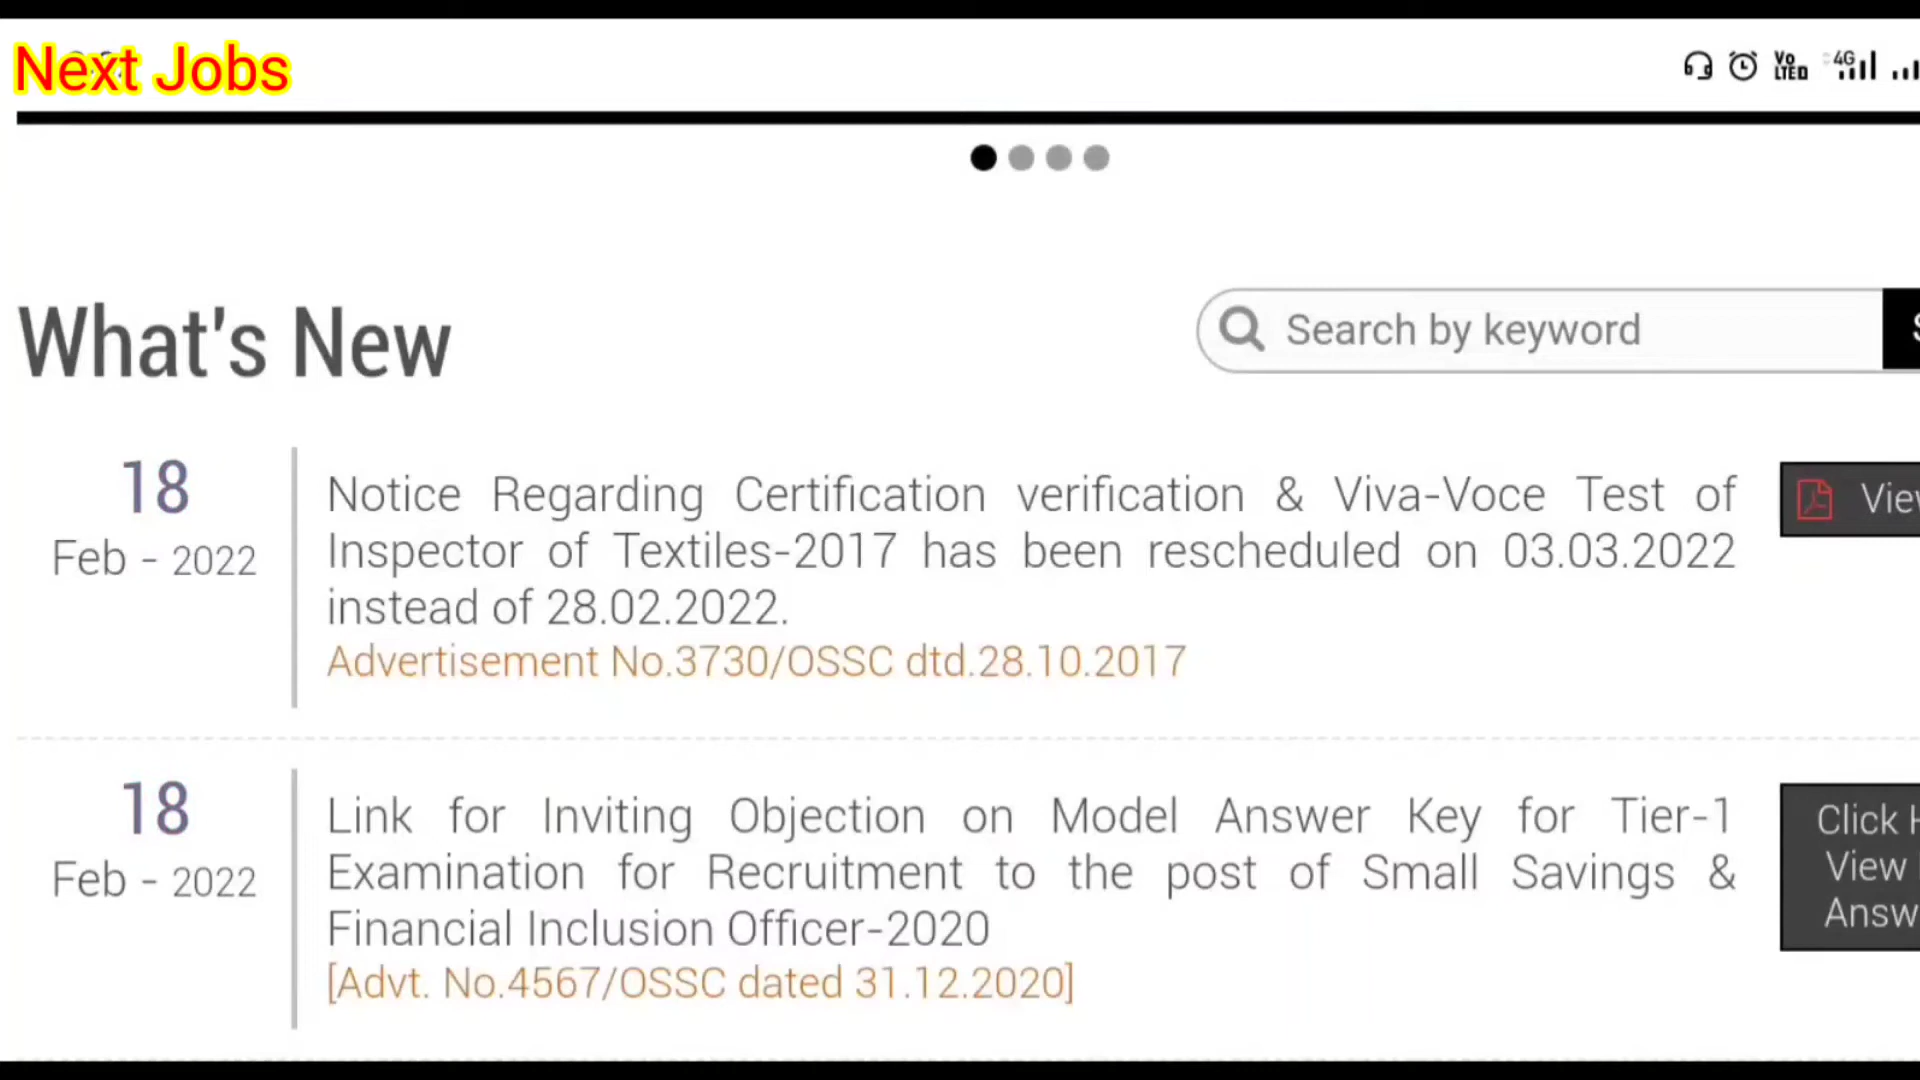 Next Jobs
VoLTE 4G
What's New
Search by keyword
18
Feb - 2022
Notice Regarding Certification verification & Viva-Voce Test of
Inspector of Textiles-2017 has been rescheduled on 03.03.2022
instead of 28.02.2022.
Advertisement No.3730/OSSC dtd.28.10.2017
18
Feb - 2022
Link for Inviting Objection on Model Answer Key for Tier-1
Examination for Recruitment to the post of Small Savings &
Financial Inclusion Officer-2020
[Advt. No.4567/OSSC dated 31.12.2020]
Click
View